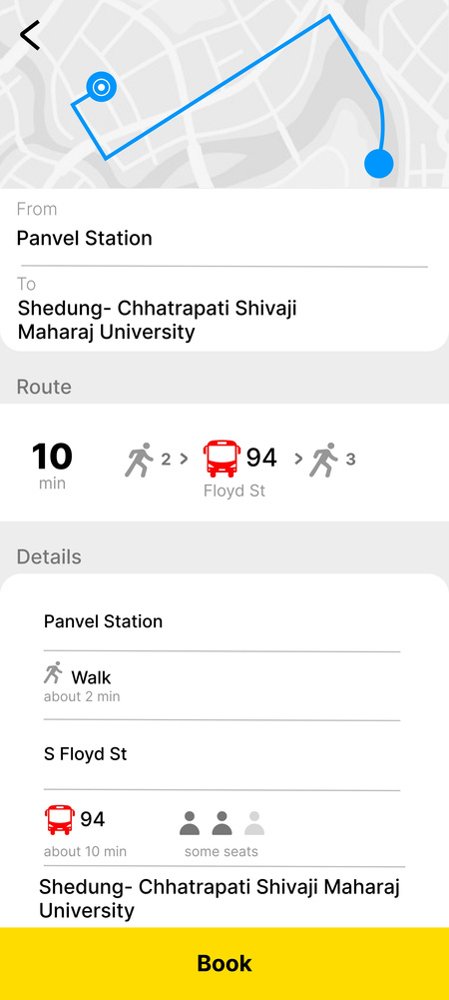 From
Panvel Station
To
Shedung- Chhatrapati Shivaji
Maharaj University
Route
10
min
2 > 94 > 3
Floyd St
Details
Panvel Station
Walk
about 2 min
S Floyd St
94
about 10 min some seats
Shedung- Chhatrapati Shivaji Maharaj
University
Book